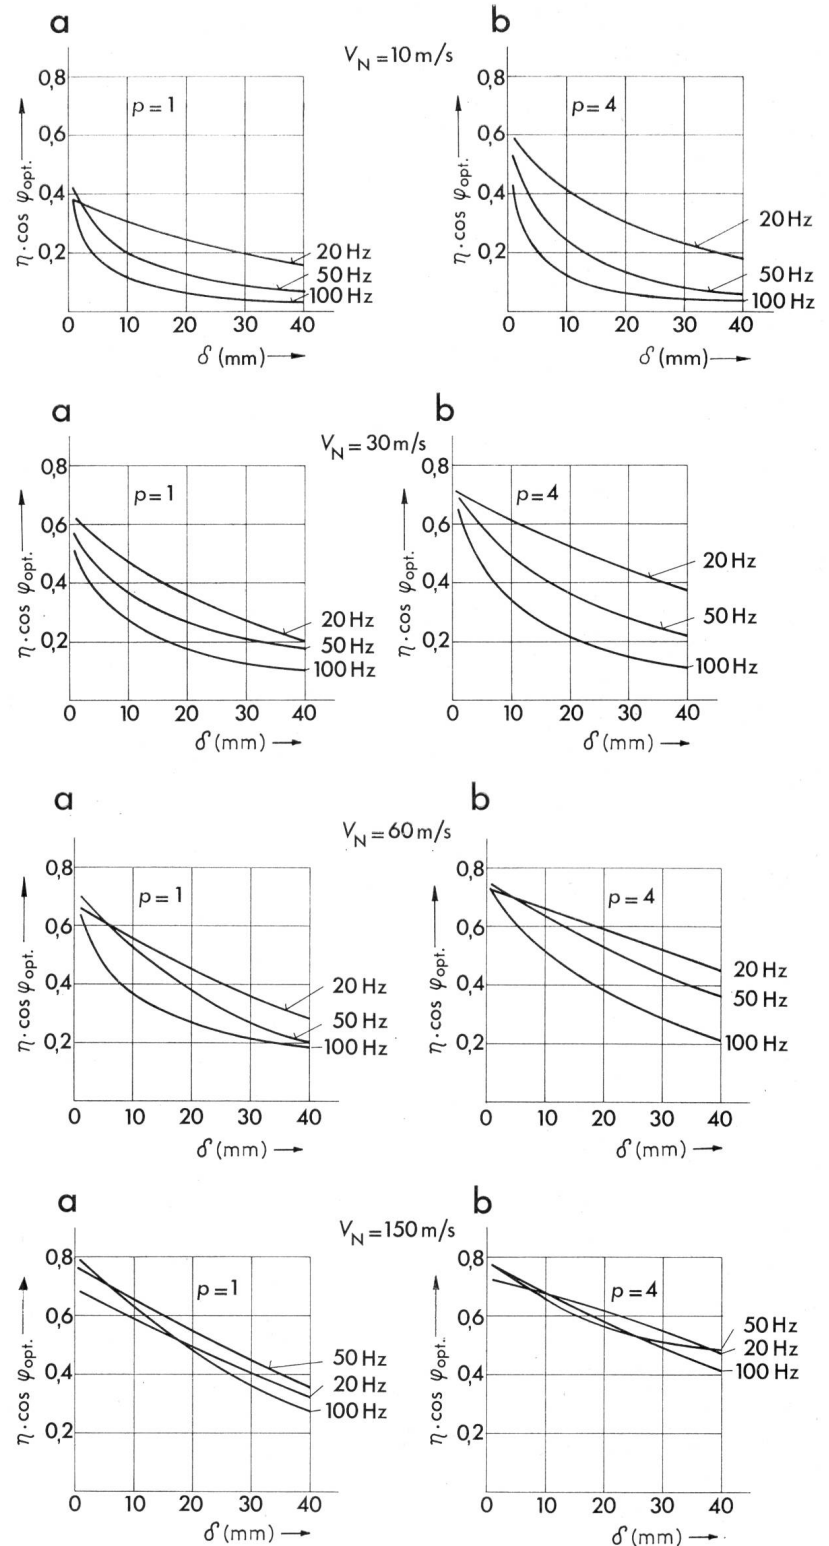 a
b
V_N = 10 m/s
0,8
0,6
0,4
0,2
η · cos φ_opt.
p = 1
20 Hz
50 Hz
100 Hz
0 10 20 30 40
δ (mm)
0,8
0,6
0,4
0,2
η · cos φ_opt.
p = 4
20 Hz
50 Hz
100 Hz
0 10 20 30 40
δ (mm)
a
b
V_N = 30 m/s
0,8
0,6
0,4
0,2
η · cos φ_opt.
p = 1
20 Hz
50 Hz
100 Hz
0 10 20 30 40
δ (mm)
0,8
0,6
0,4
0,2
η · cos φ_opt.
p = 4
20 Hz
50 Hz
100 Hz
0 10 20 30 40
δ (mm)
a
b
V_N = 60 m/s
0,8
0,6
0,4
0,2
η · cos φ_opt.
p = 1
20 Hz
50 Hz
100 Hz
0 10 20 30 40
δ (mm)
0,8
0,6
0,4
0,2
η · cos φ_opt.
p = 4
20 Hz
50 Hz
100 Hz
0 10 20 30 40
δ (mm)
a
b
V_N = 150 m/s
0,8
0,6
0,4
0,2
η · cos φ_opt.
p = 1
50 Hz
20 Hz
100 Hz
0 10 20 30 40
δ (mm)
0,8
0,6
0,4
0,2
η · cos φ_opt.
p = 4
50 Hz
20 Hz
100 Hz
0 10 20 30 40
δ (mm)